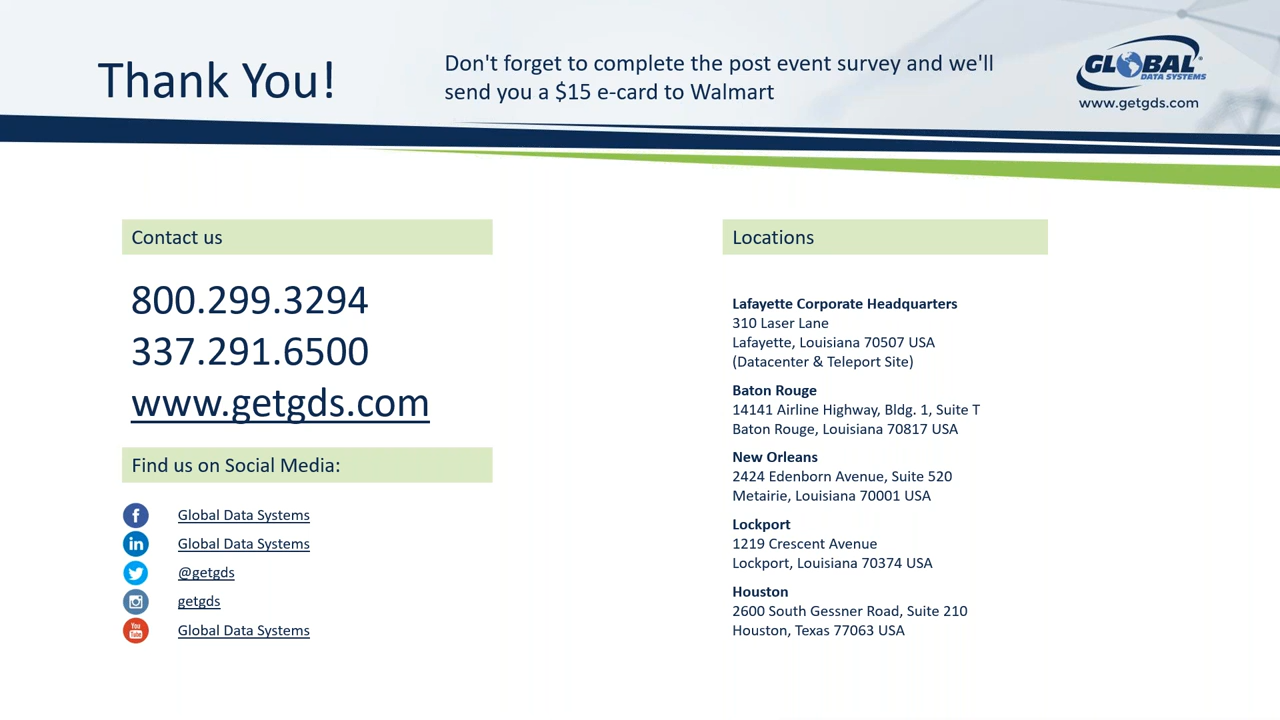 Thank You!
Don't forget to complete the post event survey and we'll
send you a $15 e-card to Walmart
GLOBAL
DATA SYSTEMS
www.getgds.com
Contact us
800.299.3294
337.291.6500
www.getgds.com
Find us on Social Media:
f Global Data Systems
in Global Data Systems
@getgds
getgds
You
Tube
Global Data Systems
Locations
Lafayette Corporate Headquarters
310 Laser Lane
Lafayette, Louisiana 70507 USA
(Datacenter & Teleport Site)
Baton Rouge
14141 Airline Highway, Bldg. 1, Suite T
Baton Rouge, Louisiana 70817 USA
New Orleans
2424 Edenborn Avenue, Suite 520
Metairie, Louisiana 70001 USA
Lockport
1219 Crescent Avenue
Lockport, Louisiana 70374 USA
Houston
2600 South Gessner Road, Suite 210
Houston, Texas 77063 USA